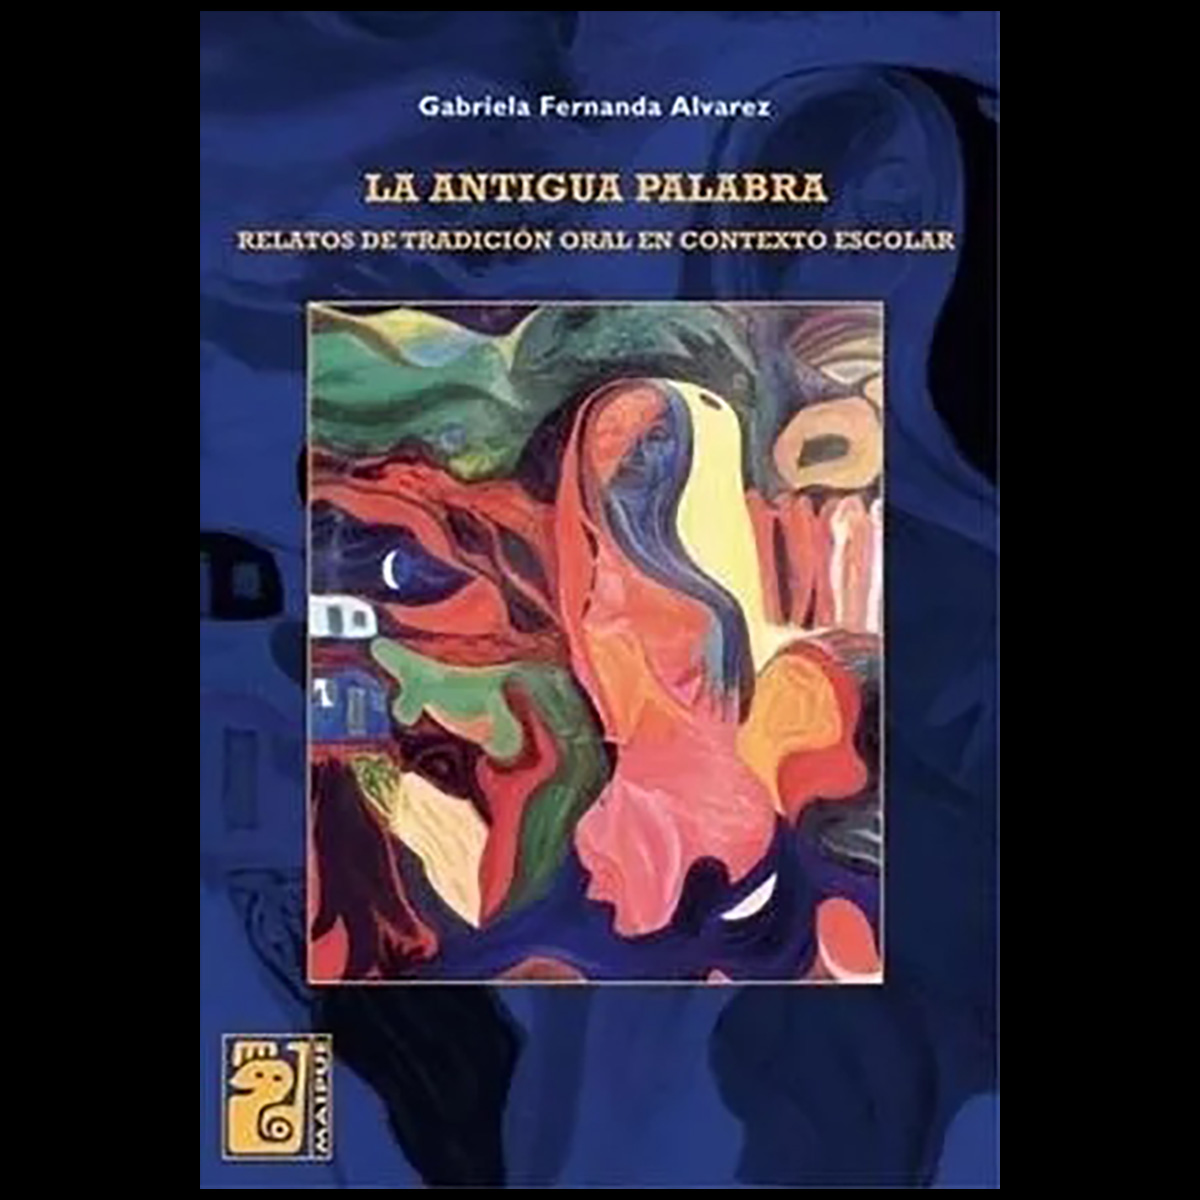 Gabriela Fernanda Alvarez
LA ANTIGUA PALABRA
RELATOS DE TRADICIÓN ORAL EN CONTEXTO ESCOLAR
MAIPUE